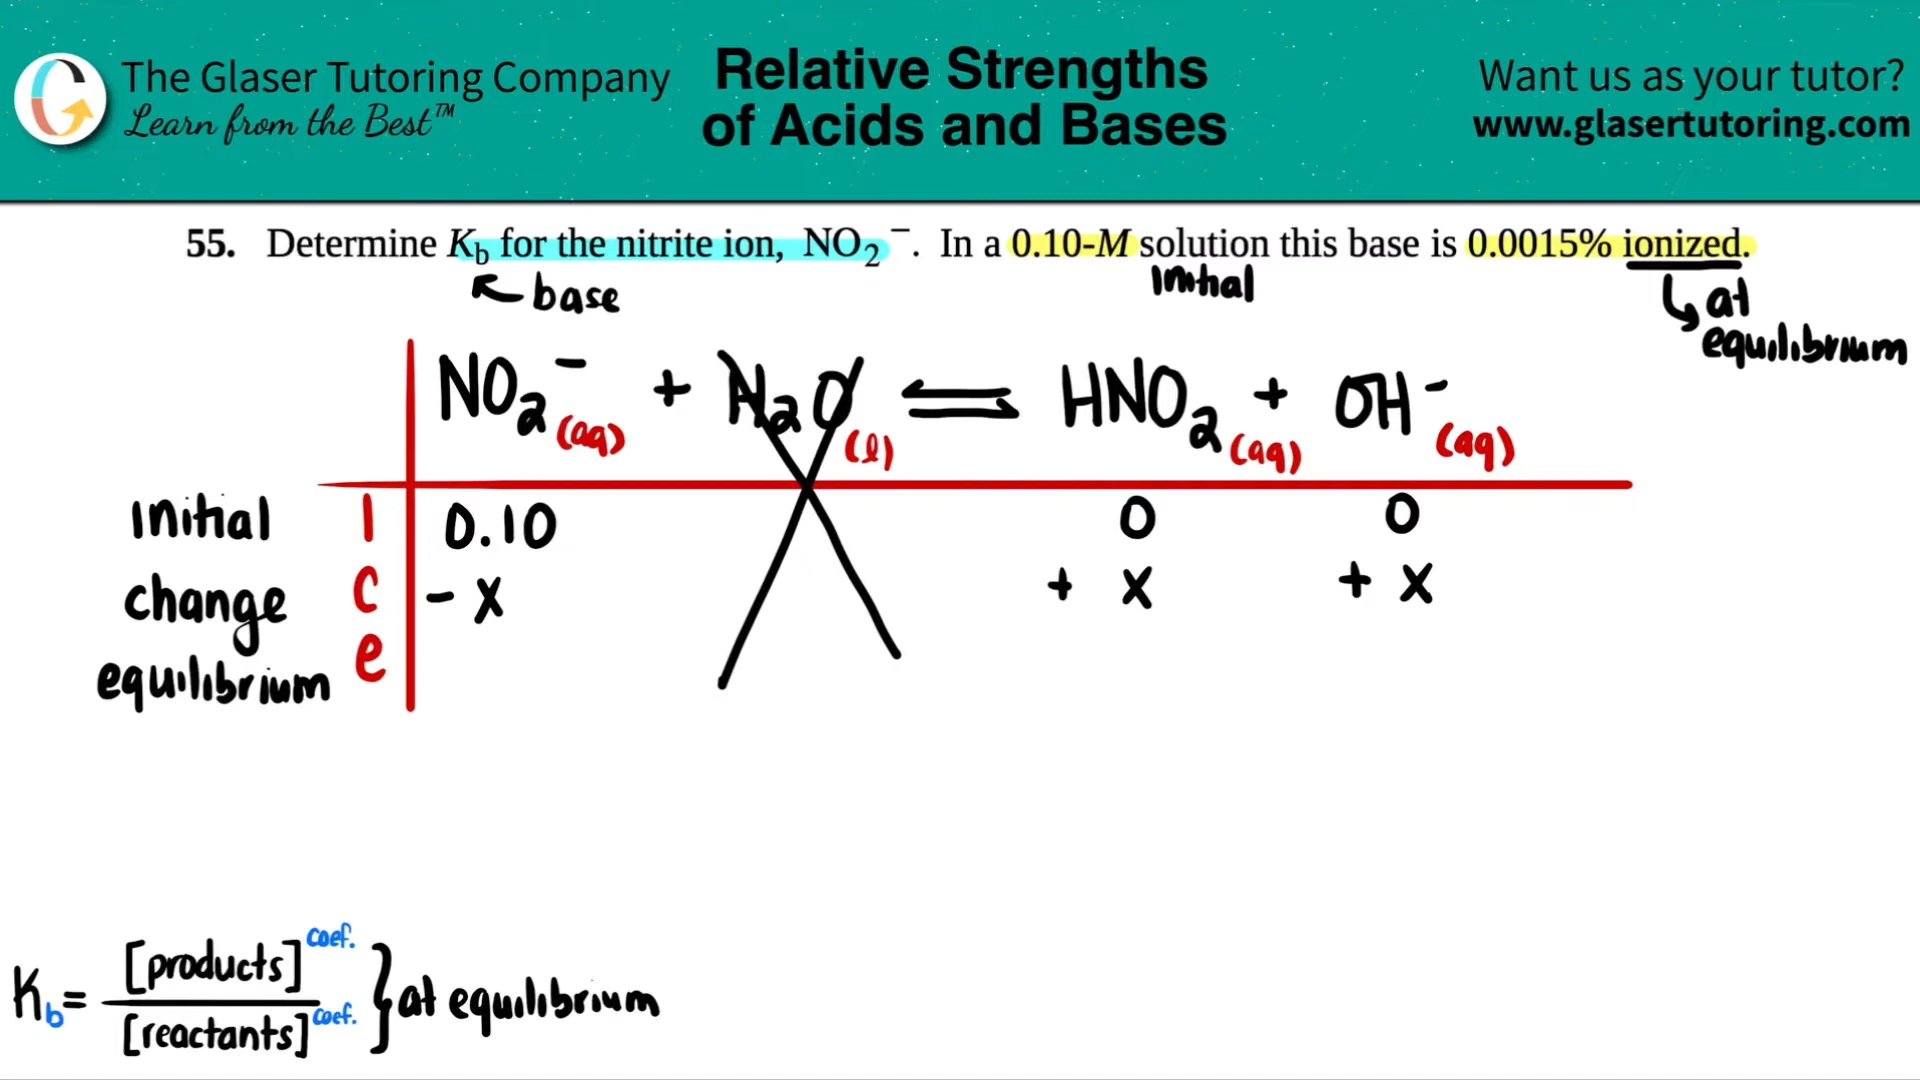 The Glaser Tutoring Company
Learn from the Best™
Relative Strengths
of Acids and Bases
Want us as your tutor?
www.glasertutoring.com
55. Determine Kb for the nitrite ion, NO2⁻. In a 0.10-M solution this base is 0.0015% ionized.
base
Initial
at
equilibrium
NO2⁻(aq) + H2O(l) ⇌ HNO2(aq) + OH⁻(aq)
Initial I 0.10 0 0
change C - x + x + x
equilibrium e
Kb = [products]^coef. / [reactants]^coef. } at equilibrium